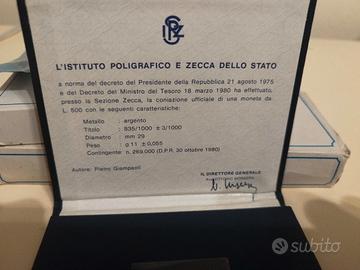 L'ISTITUTO POLIGRAFICO E ZECCA DELLO STATO
a norma del decreto del Presidente della Repubblica 21 agosto 1975
e del Decreto del Ministro del Tesoro 18 marzo 1980 ha effettuato,
presso la Sezione Zecca, la coniazione ufficiale di una moneta da
L. 500 con le seguenti caratteristiche:
Metallo : argento
Titolo : 835/1000 ± 3/1000
Diametro : mm 29
Peso : g 11 ± 0,055
Contingente : n. 269.000 (D.P.R. 30 ottobre 1980)
Autore: Pietro Giampaoli
IL DIRETTORE GENERALE
subito